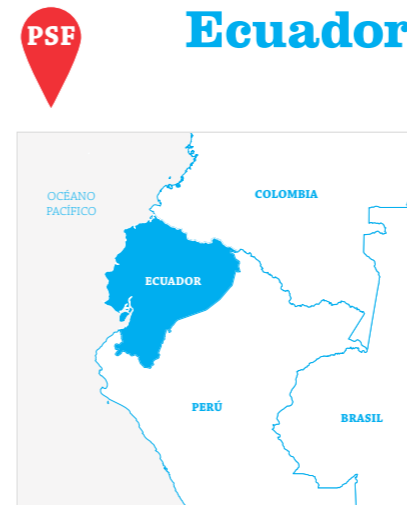 PSF
Ecuador
OCÉANO
PACÍFICO
COLOMBIA
ECUADOR
PERÚ
BRASIL